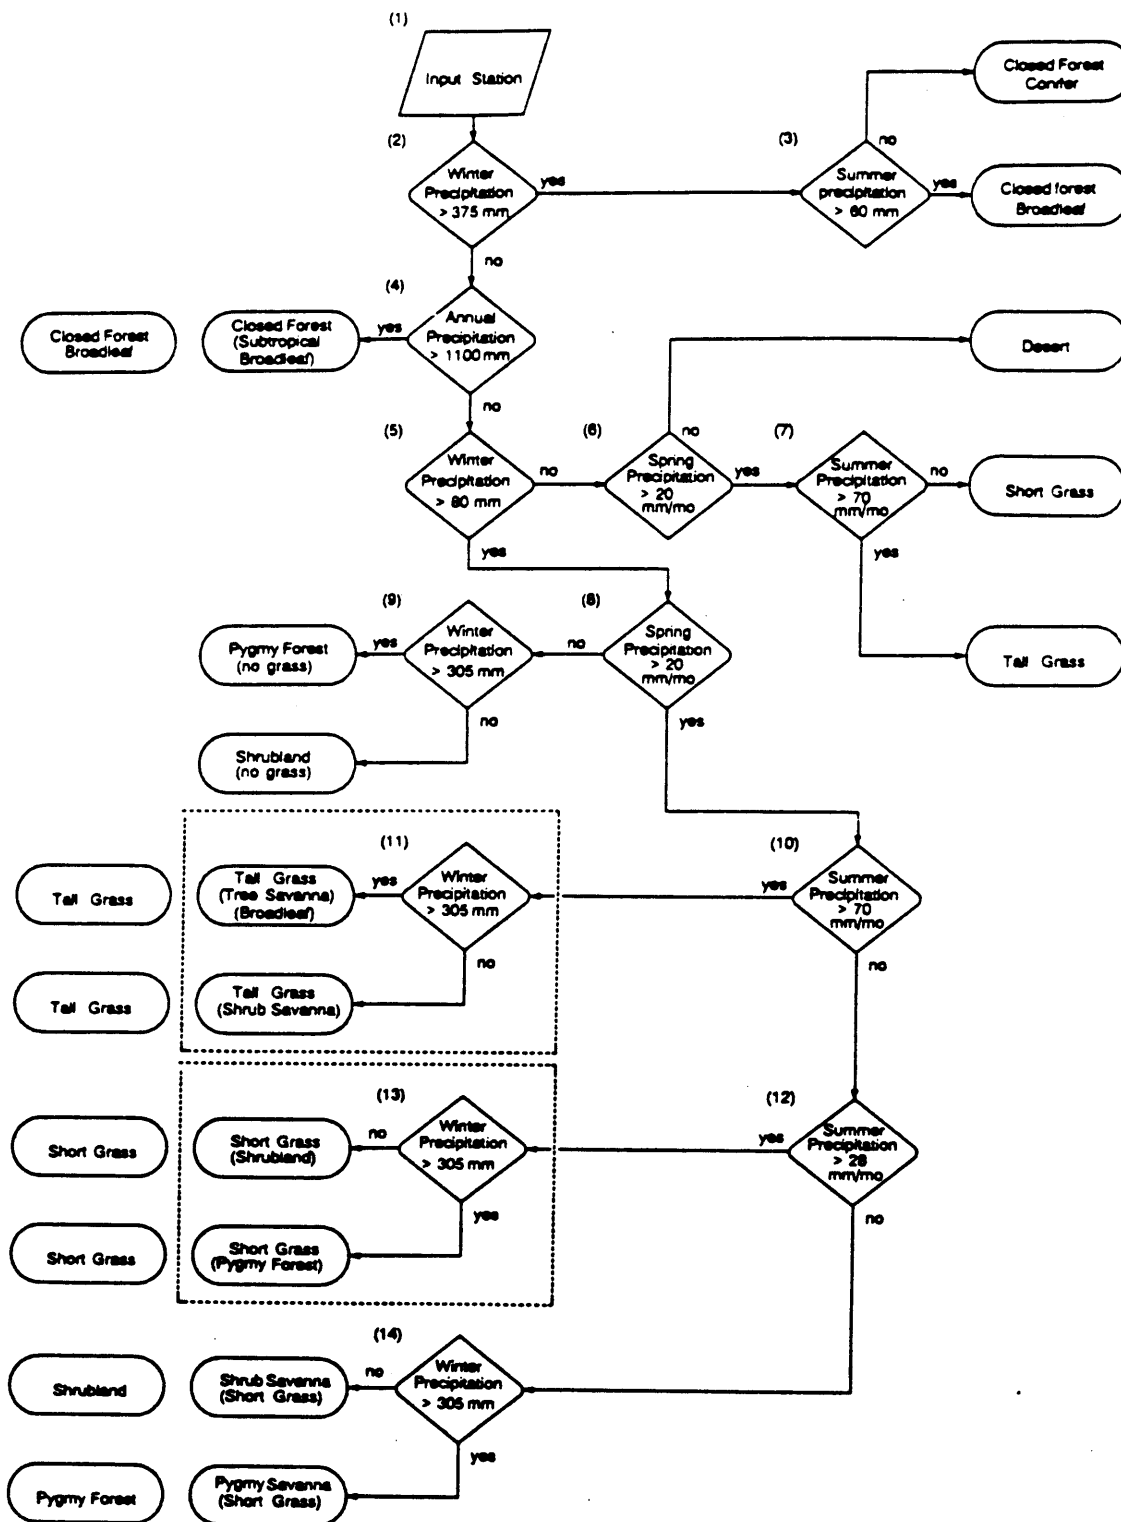 (1)
Input Station
(2)
Winter
Precipitation
> 375 mm
yes
no
(3)
Summer
precipitation
> 60 mm
no
yes
Closed Forest
Conifer
Closed forest
Broadleaf
(4)
Annual
Precipitation
> 1100 mm
yes
no
Closed Forest
(Subtropical
Broadleaf)
Closed Forest
Broadleaf
(5)
Winter
Precipitation
> 80 mm
no
yes
(6)
Spring
Precipitation
> 20
mm/mo
no
yes
Desert
(7)
Summer
Precipitation
> 70
mm/mo
no
yes
Short Grass
Tall Grass
(8)
Spring
Precipitation
> 20
mm/mo
no
yes
(9)
Winter
Precipitation
> 305 mm
yes
no
Pygmy Forest
(no grass)
Shrubland
(no grass)
(10)
Summer
Precipitation
> 70
mm/mo
yes
no
(11)
Winter
Precipitation
> 305 mm
yes
no
Tall Grass
(Tree Savanna)
(Broadleaf)
Tall Grass
Tall Grass
(Shrub Savanna)
Tall Grass
(12)
Summer
Precipitation
> 28
mm/mo
yes
no
(13)
Winter
Precipitation
> 305 mm
no
yes
Short Grass
(Shrubland)
Short Grass
Short Grass
(Pygmy Forest)
Short Grass
(14)
Winter
Precipitation
> 305 mm
no
yes
Shrub Savanna
(Short Grass)
Shrubland
Pygmy Savanna
(Short Grass)
Pygmy Forest